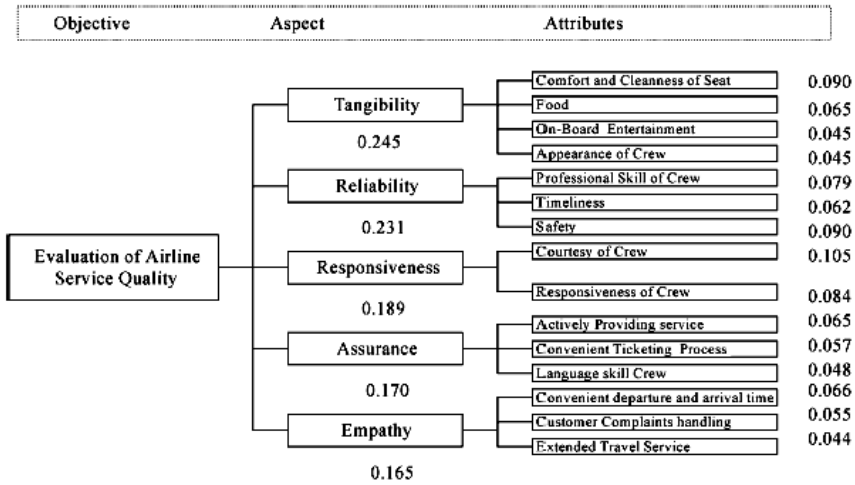 Objective Aspect Attributes
Comfort and Cleanness of Seat 0.090
Tangibility Food 0.065
0.245 On-Board Entertainment 0.045
Appearance of Crew 0.045
Reliability Professional Skill of Crew 0.079
Timeliness 0.062
0.231 Safety 0.090
Evaluation of Airline
Service Quality
Responsiveness Courtesy of Crew 0.105
0.189 Responsiveness of Crew 0.084
Actively Providing service 0.065
Assurance Convenient Ticketing Process 0.057
Language skill Crew 0.048
0.170 Convenient departure and arrival time 0.066
Empathy Customer Complaints handling 0.055
Extended Travel Service 0.044
0.165